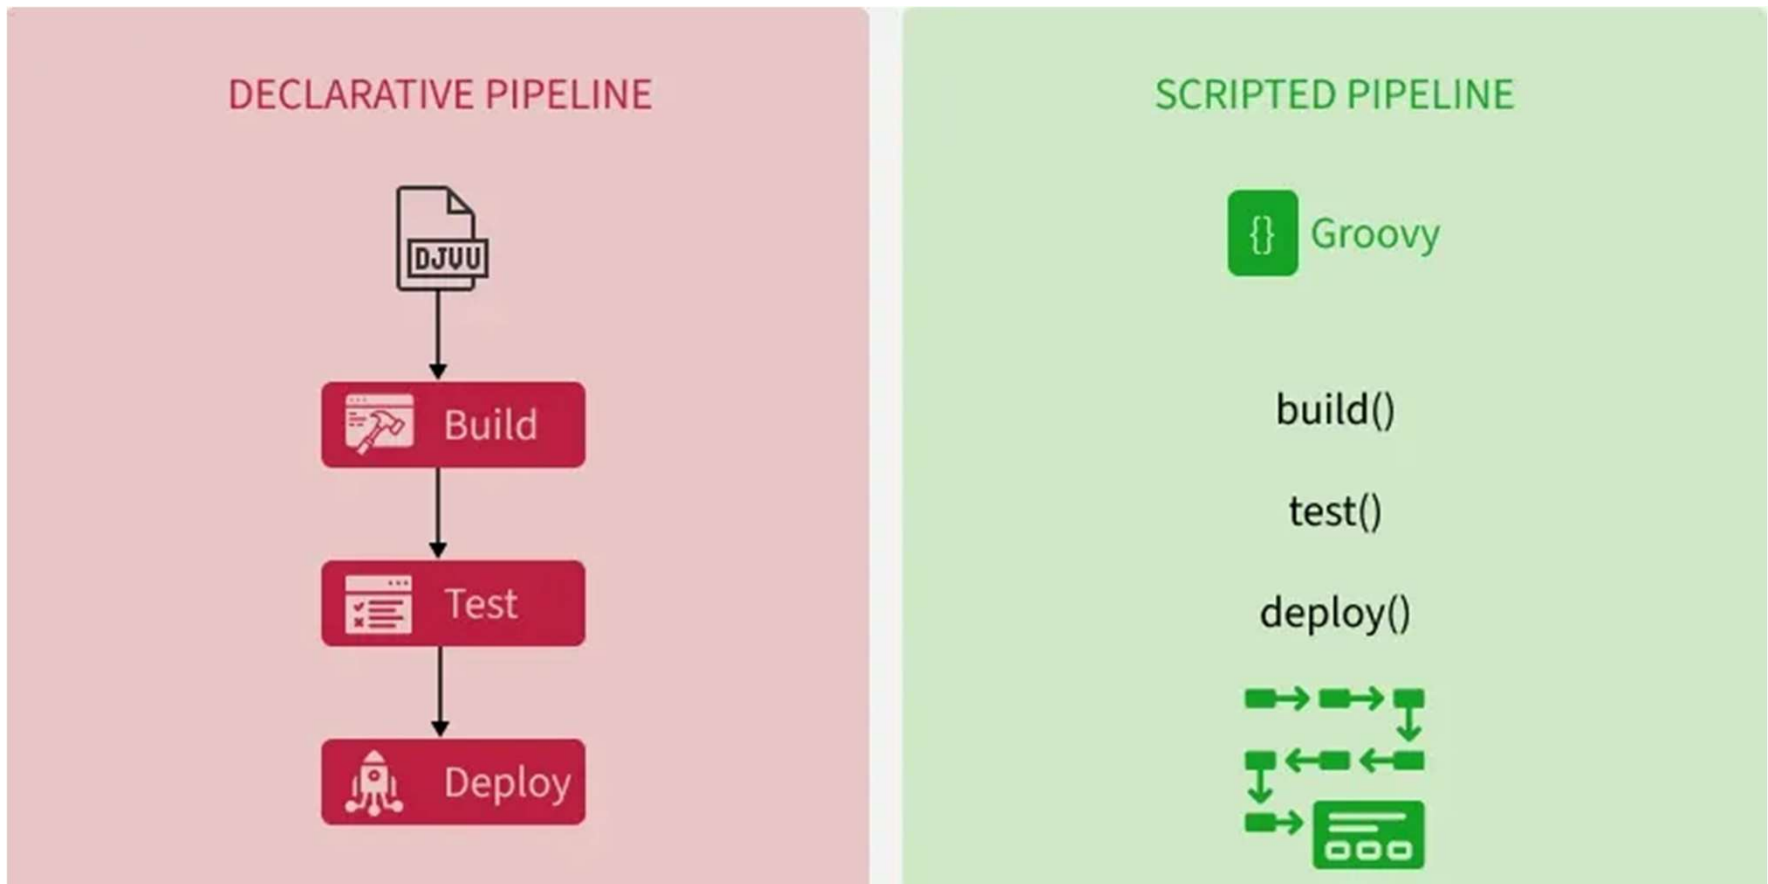 DECLARATIVE PIPELINE
DJVU
Build
Test
Deploy
SCRIPTED PIPELINE
{} Groovy
build()
test()
deploy()